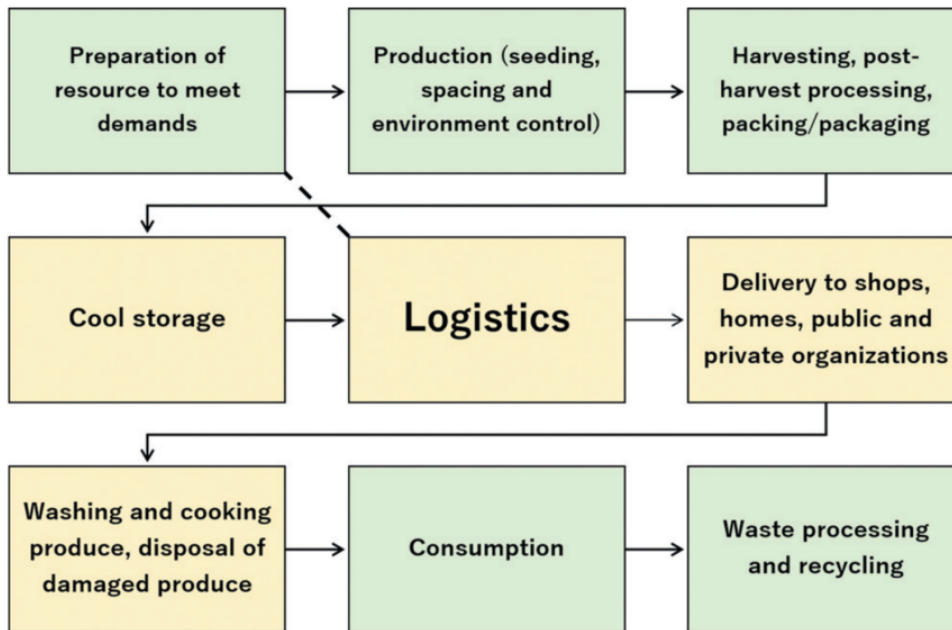 Preparation of
resource to meet
demands
Production (seeding,
spacing and
environment control)
Harvesting, post-
harvest processing,
packing/packaging
Cool storage
Logistics
Delivery to shops,
homes, public and
private organizations
Washing and cooking
produce, disposal of
damaged produce
Consumption
Waste processing
and recycling